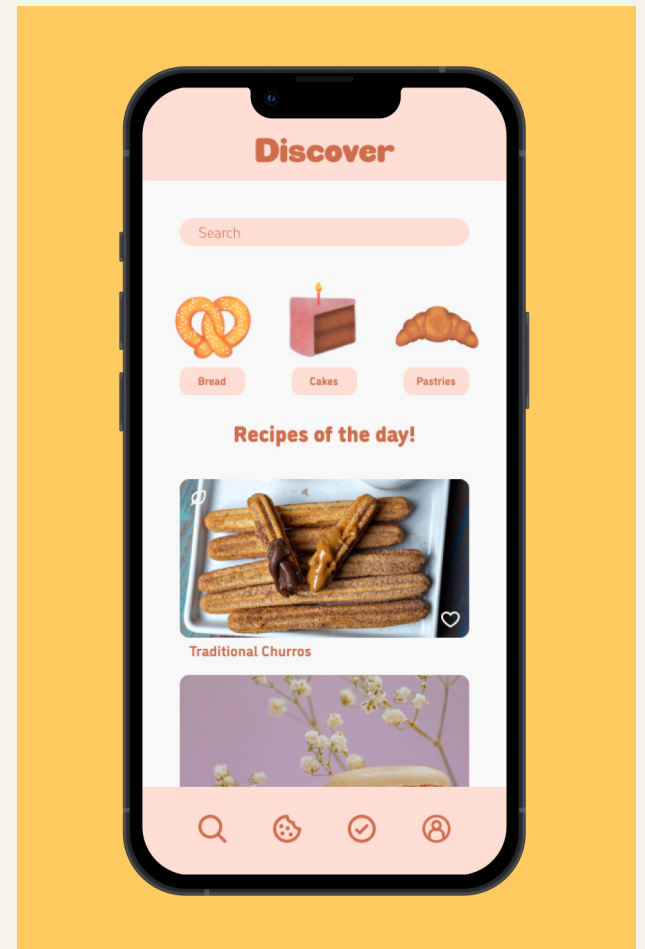 Discover
Search
Bread
Cakes
Pastries
Recipes of the day!
Traditional Churros